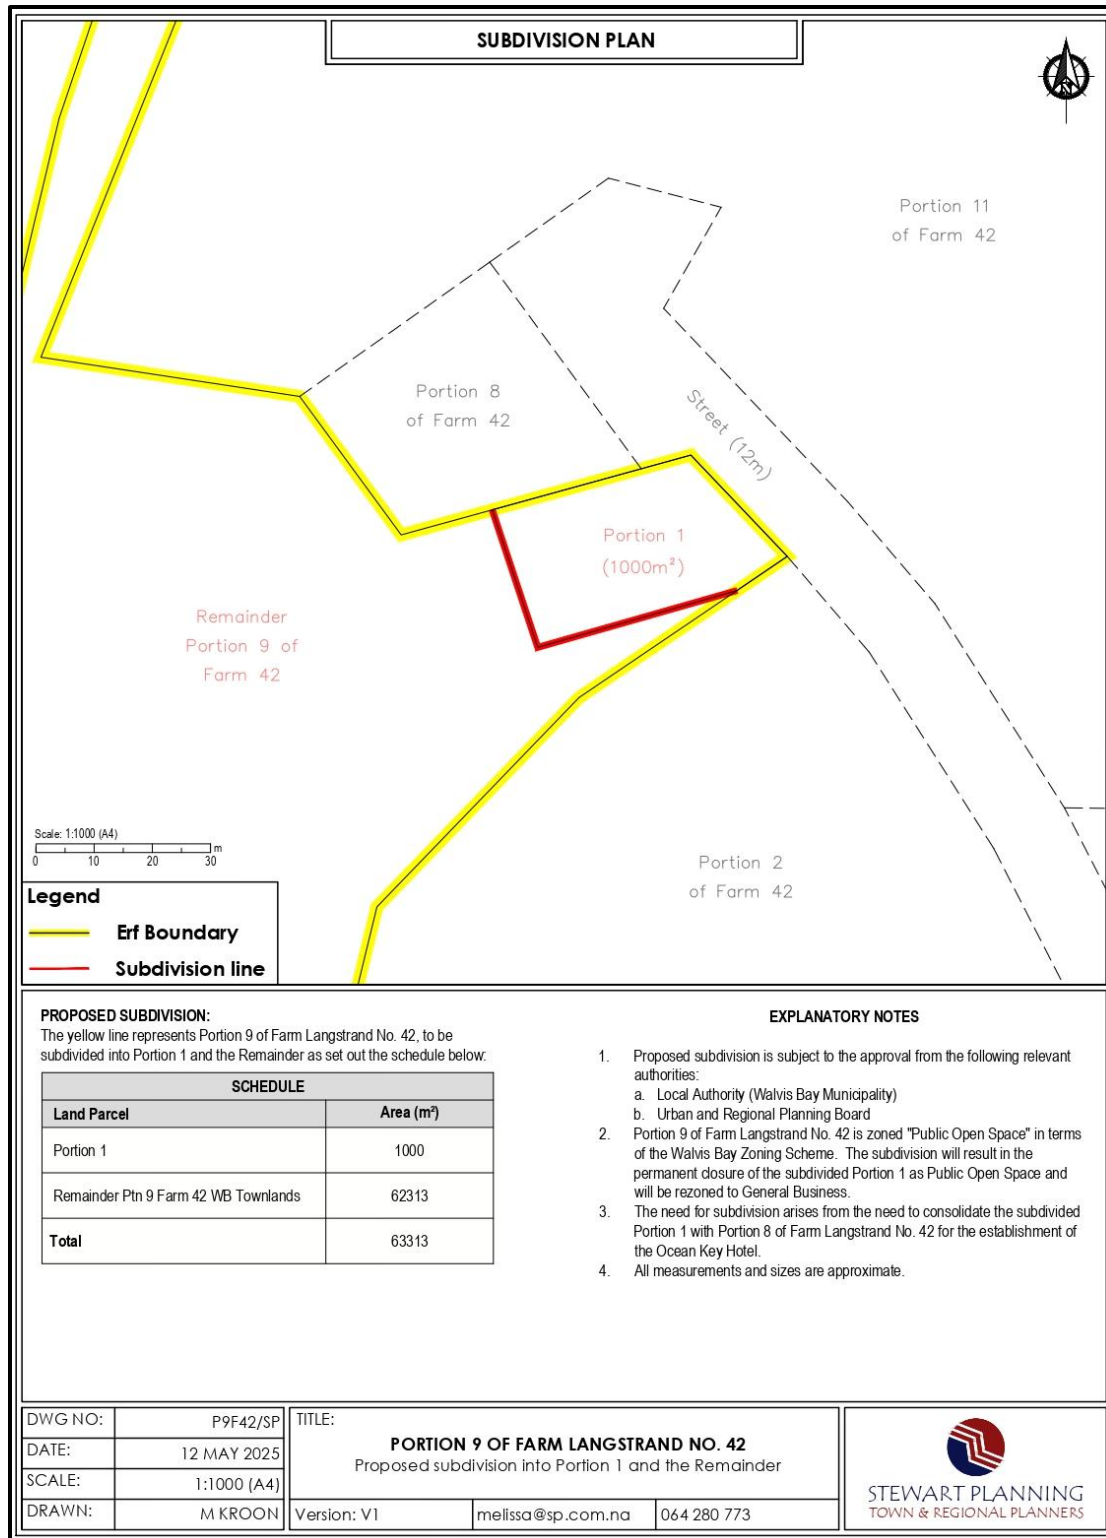 SUBDIVISION PLAN
Portion 11
of Farm 42
Portion 8
of Farm 42
Street (12m)
Portion 1
(1000m²)
Remainder
Portion 9 of
Farm 42
Portion 2
of Farm 42
Scale: 1:1000 (A4)
0 10 20 30 m
Legend
Erf Boundary
Subdivision line
PROPOSED SUBDIVISION:
The yellow line represents Portion 9 of Farm Langstrand No. 42, to be
subdivided into Portion 1 and the Remainder as set out the schedule below:
SCHEDULE
Land Parcel Area (m²)
Portion 1 1000
Remainder Ptn 9 Farm 42 WB Townlands 62313
Total 63313
EXPLANATORY NOTES
1. Proposed subdivision is subject to the approval from the following relevant
authorities:
a. Local Authority (Walvis Bay Municipality)
b. Urban and Regional Planning Board
2. Portion 9 of Farm Langstrand No. 42 is zoned "Public Open Space" in terms
of the Walvis Bay Zoning Scheme. The subdivision will result in the
permanent closure of the subdivided Portion 1 as Public Open Space and
will be rezoned to General Business.
3. The need for subdivision arises from the need to consolidate the subdivided
Portion 1 with Portion 8 of Farm Langstrand No. 42 for the establishment of
the Ocean Key Hotel.
4. All measurements and sizes are approximate.
DWG NO: P9F42/SP
DATE: 12 MAY 2025
SCALE: 1:1000 (A4)
DRAWN: M KROON
TITLE:
PORTION 9 OF FARM LANGSTRAND NO. 42
Proposed subdivision into Portion 1 and the Remainder
Version: V1 melissa@sp.com.na 064 280 773
STEWART PLANNING
TOWN & REGIONAL PLANNERS